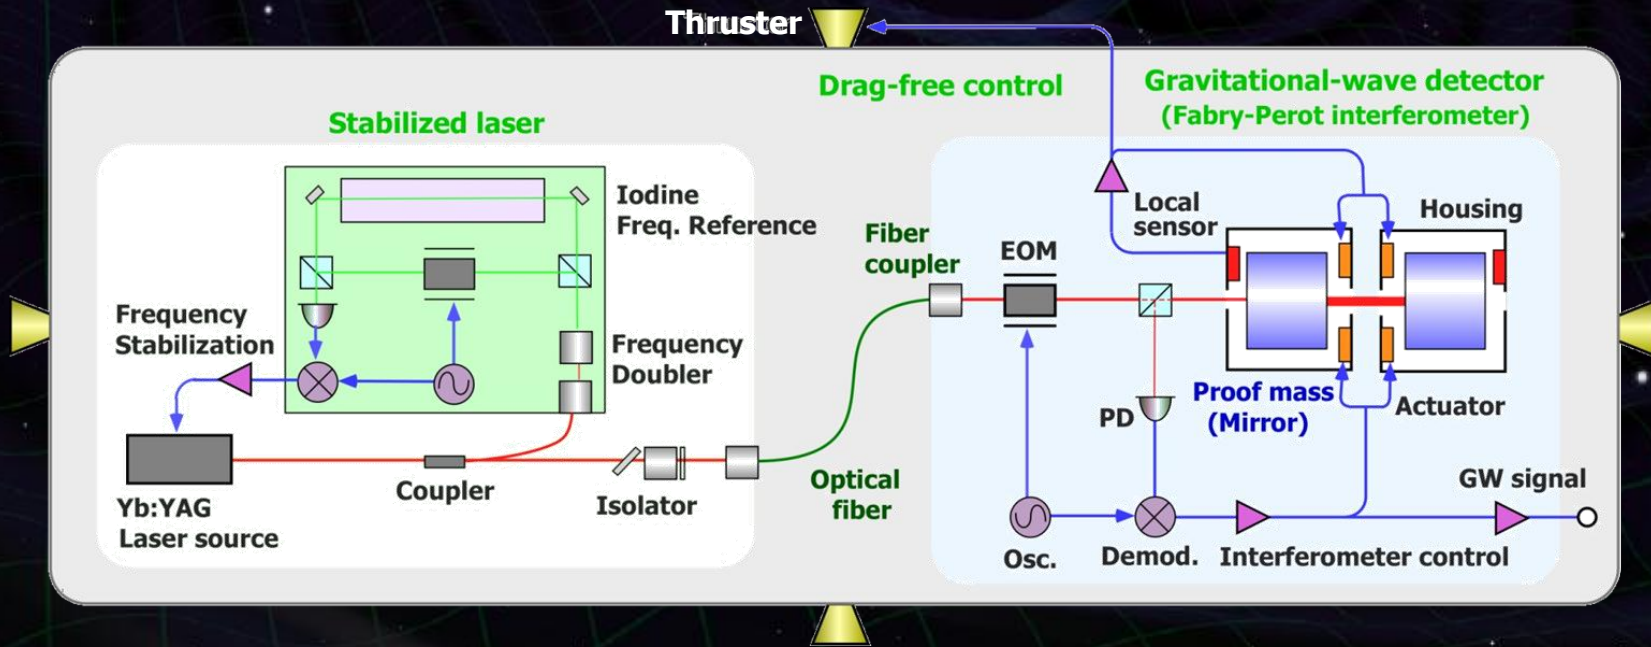 Thruster
Drag-free control
Gravitational-wave detector
(Fabry-Perot interferometer)
Stabilized laser
Iodine
Freq. Reference
Local
sensor
Housing
Fiber
coupler
EOM
Frequency
Stabilization
Frequency
Doubler
Proof mass
(Mirror)
Actuator
PD
Coupler
Isolator
Optical
fiber
GW signal
Yb:YAG
Laser source
Osc.
Demod.
Interferometer control